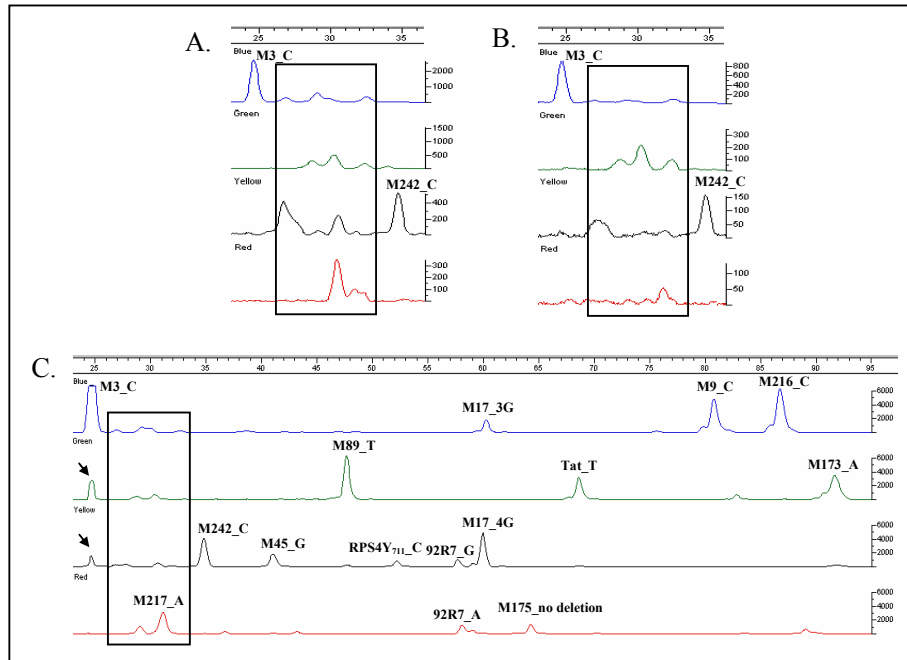 A.
25 30 35
Blue
M3_C
2000
1000
Green
1500
1000
500
Yellow
M242_C
400
200
Red
300
200
100
B.
25 30 35
Blue
M3_C
800
600
400
200
Green
300
200
100
Yellow
M242_C
150
100
50
Red
100
50
C.
25 30 35 40 45 50 55 60 65 70 75 80 85 90 95
Blue
M3_C M17_3G M9_C M216_C
6000
4000
2000
Green
M89_T Tat_T M173_A
6000
4000
2000
Yellow
M242_C M45_G RPS4Y711_C 92R7_G M17_4G
6000
4000
2000
Red
M217_A 92R7_A M175_no deletion
6000
4000
2000